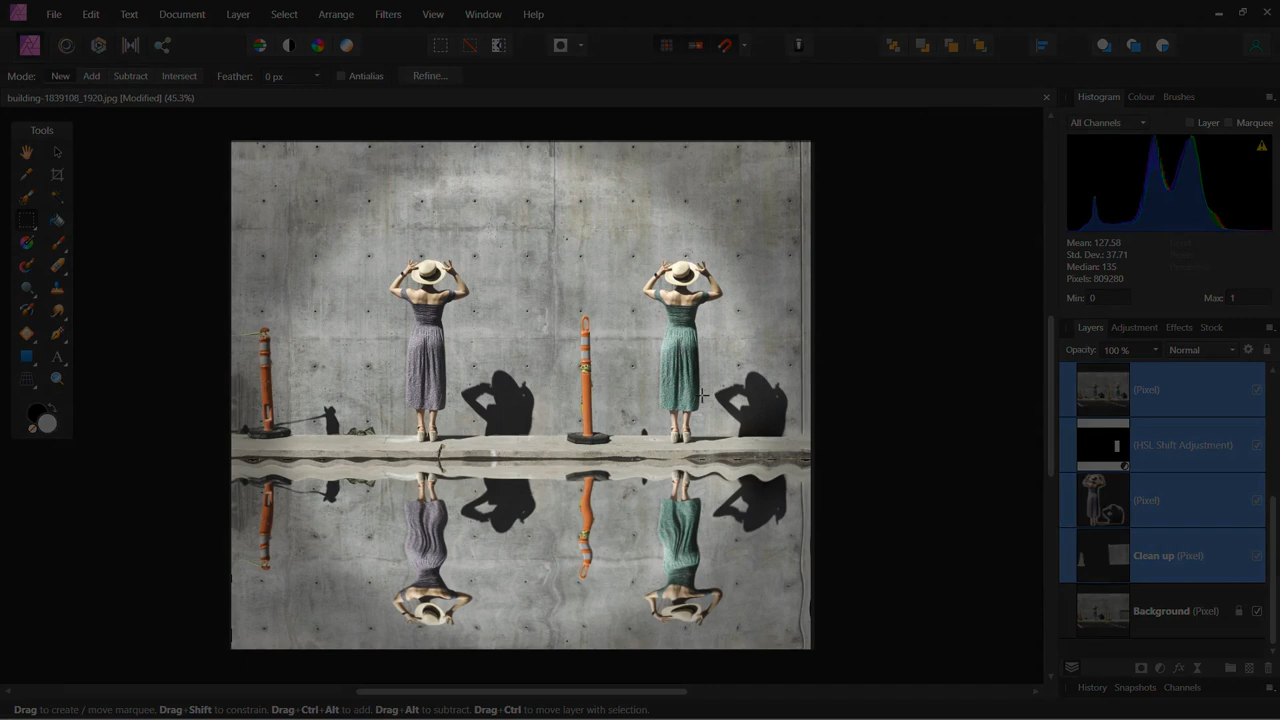 File Edit Text Document Layer Select Arrange Filters View Window Help
Mode: New Add Subtract Intersect Feather: 0 px Antialias Refine...
building-1839108_1920.jpg [Modified] (45.3%)
Tools
Histogram Colour Brushes
All Channels Layer Marquee
Mean: 127.58
Std. Dev.: 37.71
Median: 135
Pixels: 809280
Min: 0 Max: 1
Layers Adjustment Effects Stock
Opacity: 100 % Normal
(Pixel)
(HSL Shift Adjustment)
(Pixel)
Clean up (Pixel)
Background (Pixel)
History Snapshots Channels
Drag to create / move marquee. Drag+Shift to constrain. Drag+Ctrl+Alt to add. Drag+Alt to subtract. Drag+Ctrl to move layer with selection.